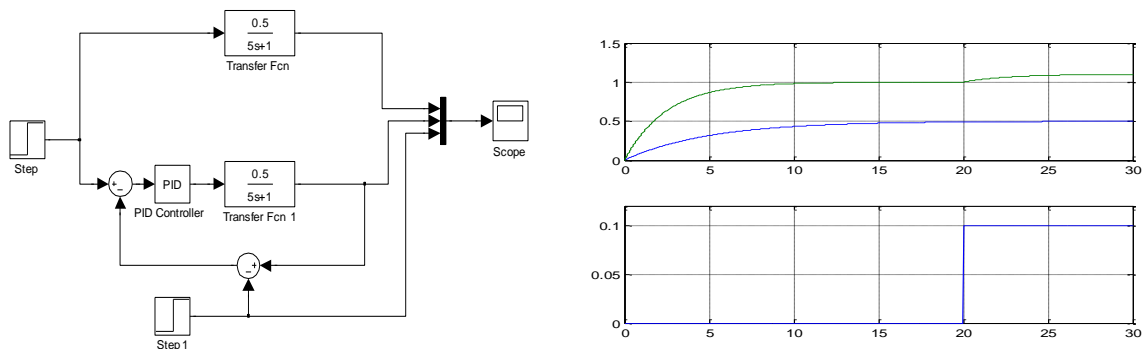 0.5
5s+1
Transfer Fcn
Step
Scope
+
-
PID
PID Controller
0.5
5s+1
Transfer Fcn 1
-
+
Step 1
1.5
1
0.5
0
0 5 10 15 20 25 30
0.1
0.05
0
0 5 10 15 20 25 30